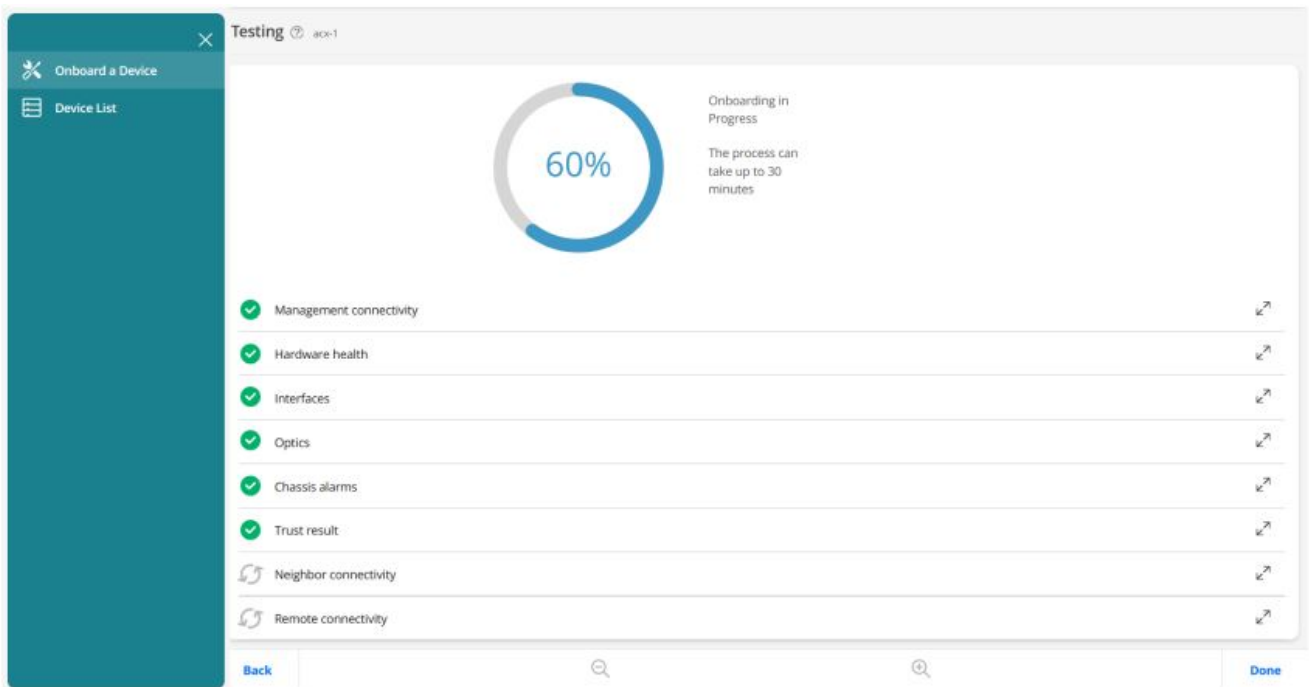 Onboard a Device
Device List
Testing
acx-1
60%
Onboarding in
Progress
The process can
take up to 30
minutes
Management connectivity
Hardware health
Interfaces
Optics
Chassis alarms
Trust result
Neighbor connectivity
Remote connectivity
Back
Done